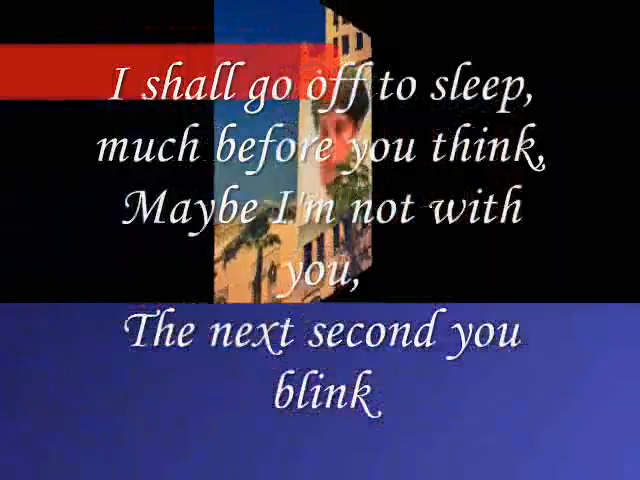 I shall go off to sleep,
much before you think,
Maybe I'm not with
you,
The next second you
blink